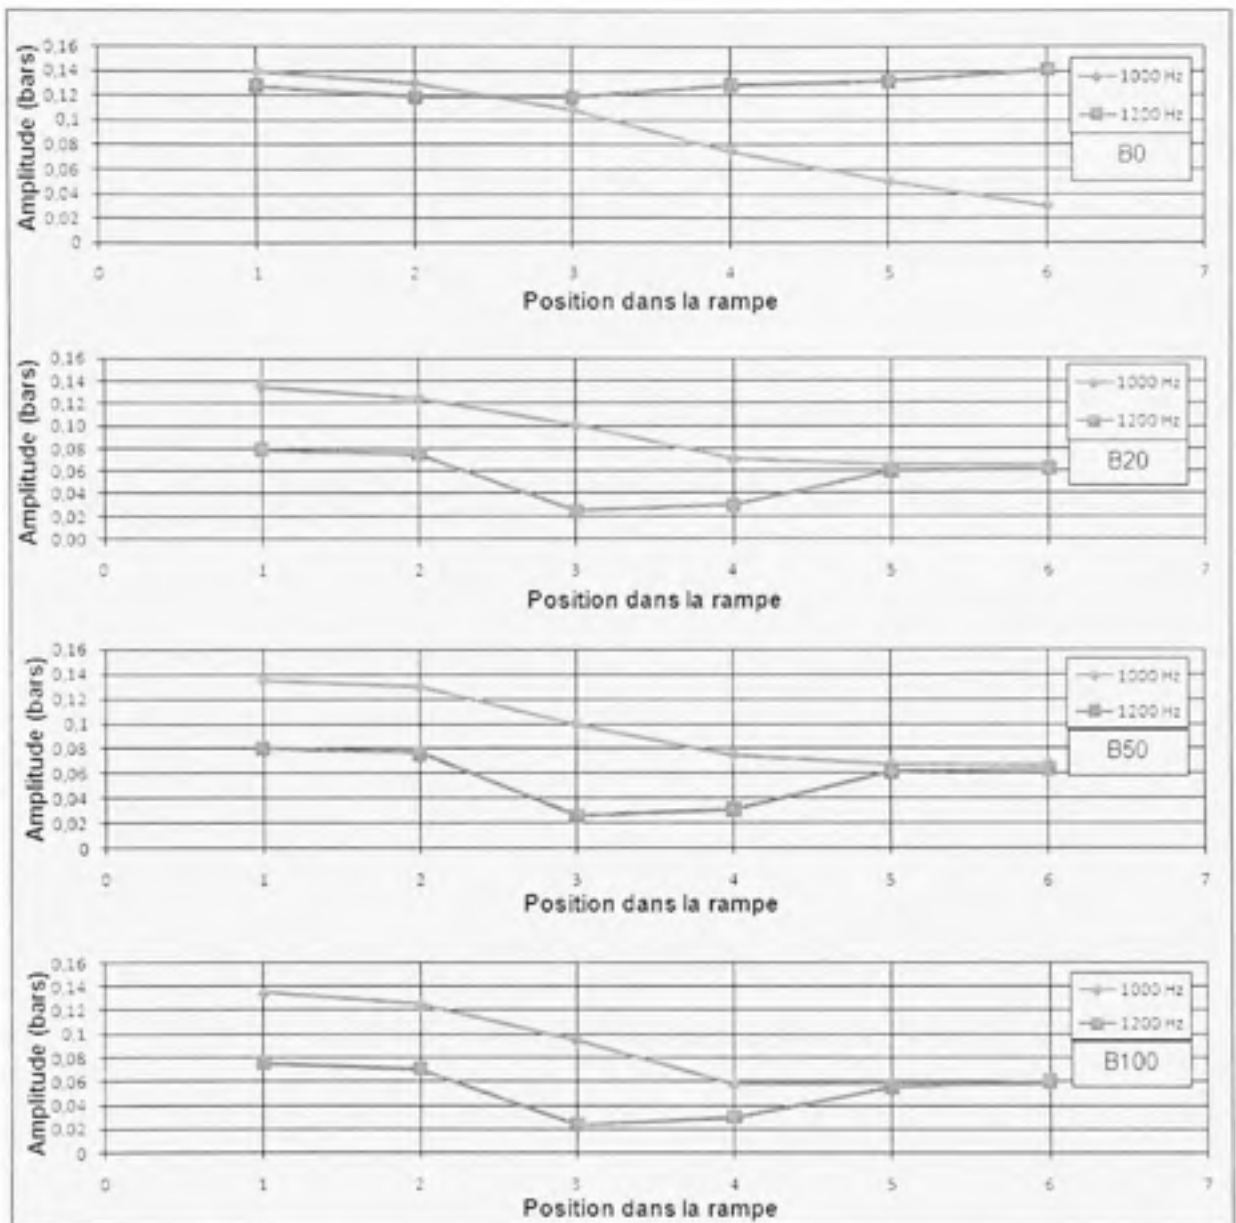 Amplitude (bars)
0,16
0,14
0,12
0,1
0,08
0,06
0,04
0,02
0
0 1 2 3 4 5 6 7
Position dans la rampe
1000 Hz
1200 Hz
B0
Amplitude (bars)
0,16
0,14
0,12
0,10
0,08
0,06
0,04
0,02
0,00
0 1 2 3 4 5 6 7
Position dans la rampe
1000 Hz
1200 Hz
B20
Amplitude (bars)
0,16
0,14
0,12
0,1
0,08
0,06
0,04
0,02
0
0 1 2 3 4 5 6 7
Position dans la rampe
1000 Hz
1200 Hz
B50
Amplitude (bars)
0,16
0,14
0,12
0,1
0,08
0,06
0,04
0,02
0
0 1 2 3 4 5 6 7
Position dans la rampe
1000 Hz
1200 Hz
B100